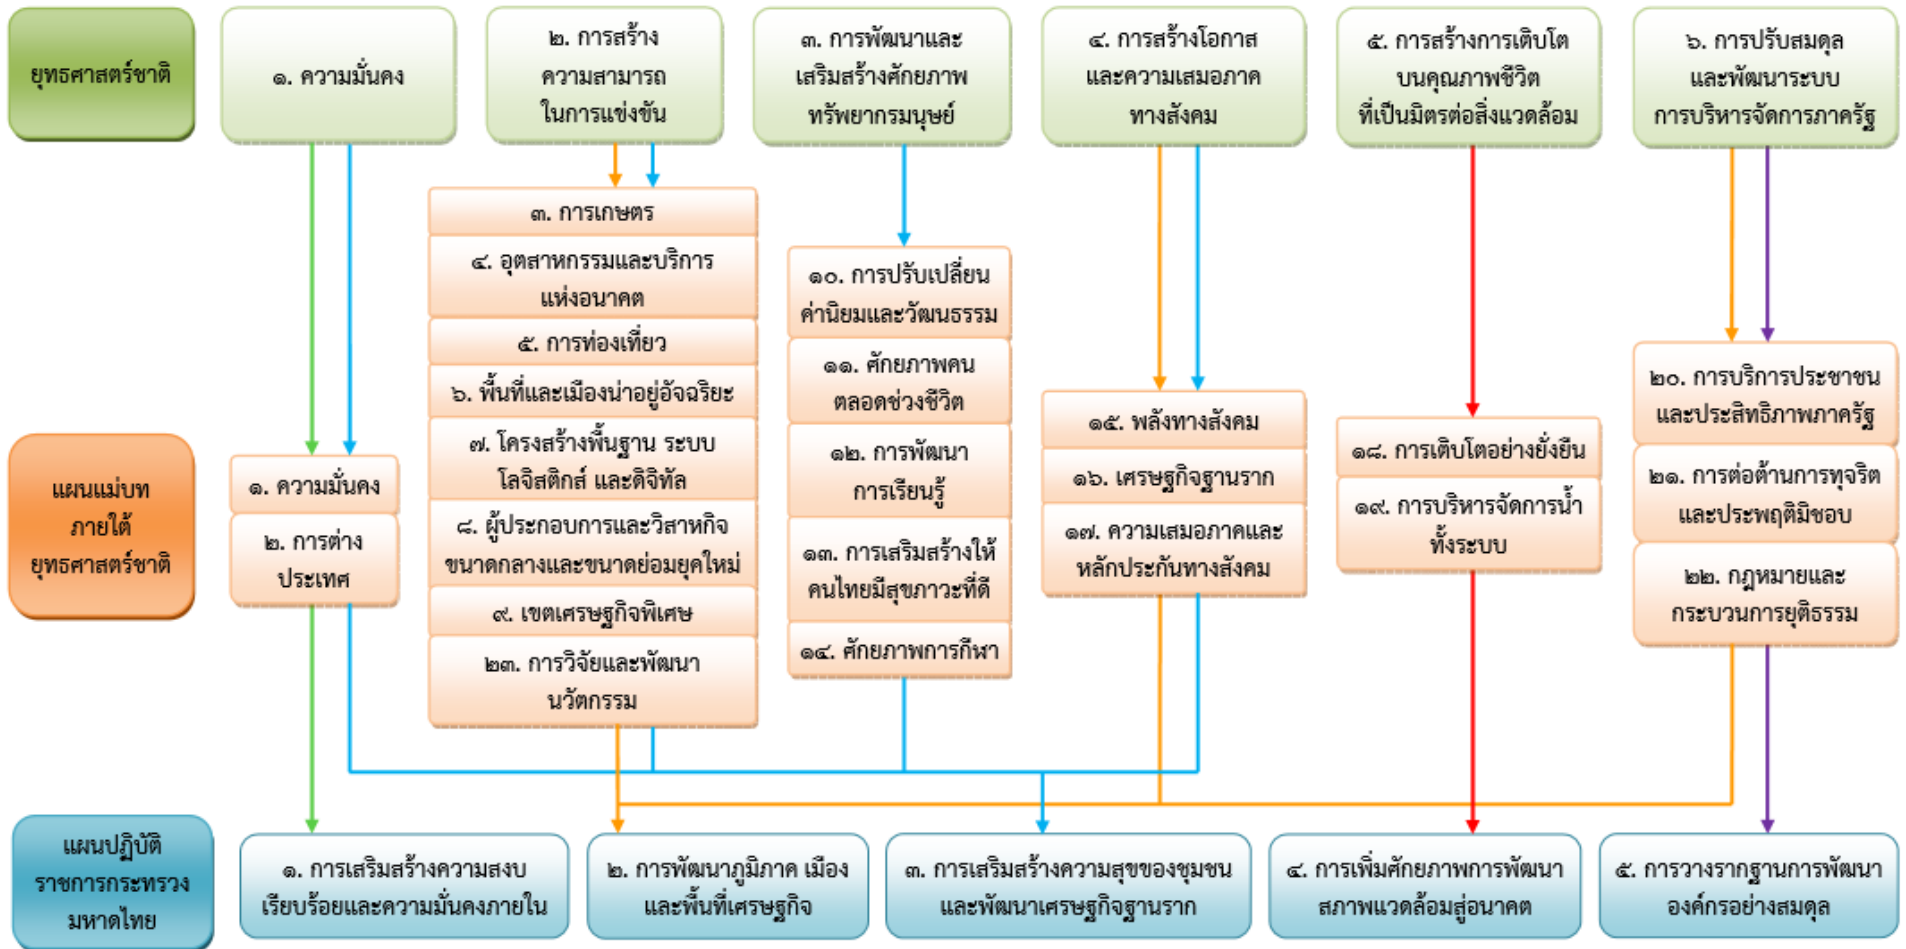 ยุทธศาสตร์ชาติ
๑. ความมั่นคง
๒. การสร้าง
ความสามารถ
ในการแข่งขัน
๓. การพัฒนาและ
เสริมสร้างศักยภาพ
ทรัพยากรมนุษย์
๔. การสร้างโอกาส
และความเสมอภาค
ทางสังคม
๕. การสร้างการเติบโต
บนคุณภาพชีวิต
ที่เป็นมิตรต่อสิ่งแวดล้อม
๖. การปรับสมดุล
และพัฒนาระบบ
การบริหารจัดการภาครัฐ
แผนแม่บท
ภายใต้
ยุทธศาสตร์ชาติ
๑. ความมั่นคง
๒. การต่าง
ประเทศ
๓. การเกษตร
๔. อุตสาหกรรมและบริการ
แห่งอนาคต
๕. การท่องเที่ยว
๖. พื้นที่และเมืองน่าอยู่อัจฉริยะ
๗. โครงสร้างพื้นฐาน ระบบ
โลจิสติกส์ และดิจิทัล
๘. ผู้ประกอบการและวิสาหกิจ
ขนาดกลางและขนาดย่อมยุคใหม่
๙. เขตเศรษฐกิจพิเศษ
๒๓. การวิจัยและพัฒนา
นวัตกรรม
๑๐. การปรับเปลี่ยน
ค่านิยมและวัฒนธรรม
๑๑. ศักยภาพคน
ตลอดช่วงชีวิต
๑๒. การพัฒนา
การเรียนรู้
๑๓. การเสริมสร้างให้
คนไทยมีสุขภาวะที่ดี
๑๔. ศักยภาพการกีฬา
๑๕. พลังทางสังคม
๑๖. เศรษฐกิจฐานราก
๑๗. ความเสมอภาคและ
หลักประกันทางสังคม
๑๘. การเติบโตอย่างยั่งยืน
๑๙. การบริหารจัดการน้ำ
ทั้งระบบ
๒๐. การบริการประชาชน
และประสิทธิภาพภาครัฐ
๒๑. การต่อต้านการทุจริต
และประพฤติมิชอบ
๒๒. กฎหมายและ
กระบวนการยุติธรรม
แผนปฏิบัติ
ราชการกระทรวง
มหาดไทย
๑. การเสริมสร้างความสงบ
เรียบร้อยและความมั่นคงภายใน
๒. การพัฒนาภูมิภาค เมือง
และพื้นที่เศรษฐกิจ
๓. การเสริมสร้างความสุขของชุมชน
และพัฒนาเศรษฐกิจฐานราก
๔. การเพิ่มศักยภาพการพัฒนา
สภาพแวดล้อมสู่อนาคต
๕. การวางรากฐานการพัฒนา
องค์กรอย่างสมดุล